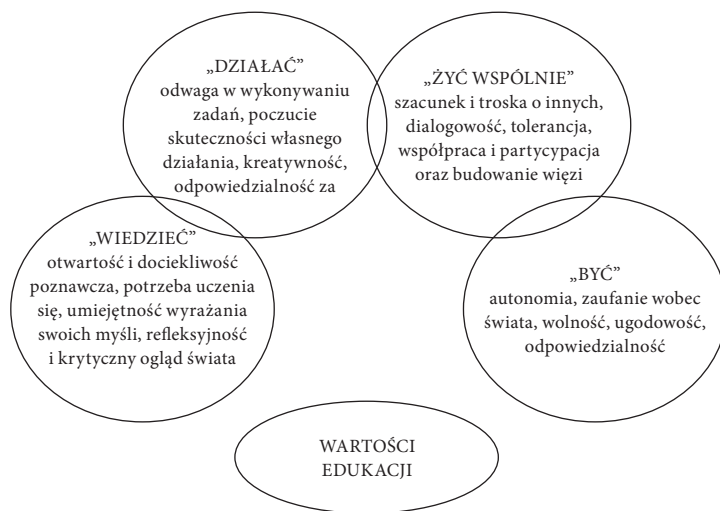 „DZIAŁAĆ”
odwaga w wykonywaniu
zadań, poczucie
skuteczności własnego
działania, kreatywność,
odpowiedzialność za
„ŻYĆ WSPÓLNIE”
szacunek i troska o innych,
dialogowość, tolerancja,
współpraca i partycypacja
oraz budowanie więzi
„WIEDZIEĆ”
otwartość i dociekliwość
poznawcza, potrzeba uczenia
się, umiejętność wyrażania
swoich myśli, refleksyjność
i krytyczny ogląd świata
„BYĆ”
autonomia, zaufanie wobec
świata, wolność, ugodowość,
odpowiedzialność
WARTOŚCI
EDUKACJI